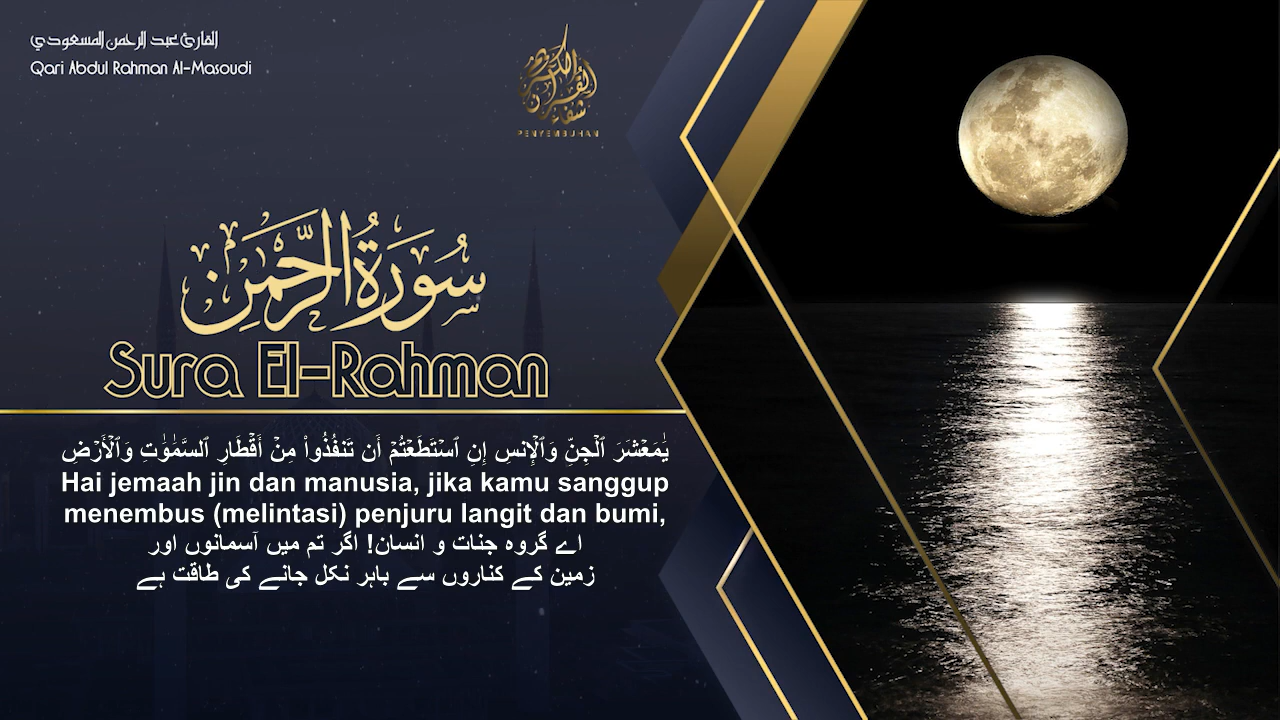 القارئ عبد الرحمن المسعودي
Qari Abdul Rahman Al-Masoudi
القرآن الكريم
شفاء
PENYEMBUHAN
سُورَةُ الرَّحْمَٰنِ
Sura El-Rahman
يَٰمَعۡشَرَ ٱلۡجِنِّ وَٱلۡإِنسِ إِنِ ٱسۡتَطَعۡتُمۡ أَن تَنفُذُواْ مِنۡ أَقۡطَارِ ٱلسَّمَٰوَٰتِ وَٱلۡأَرۡضِ
Hai jemaah jin dan manusia, jika kamu sanggup
menembus (melintasi) penjuru langit dan bumi,
اے گروہ جنات و انسان! اگر تم میں آسمانوں اور
زمین کے کناروں سے باہر نکل جانے کی طاقت ہے